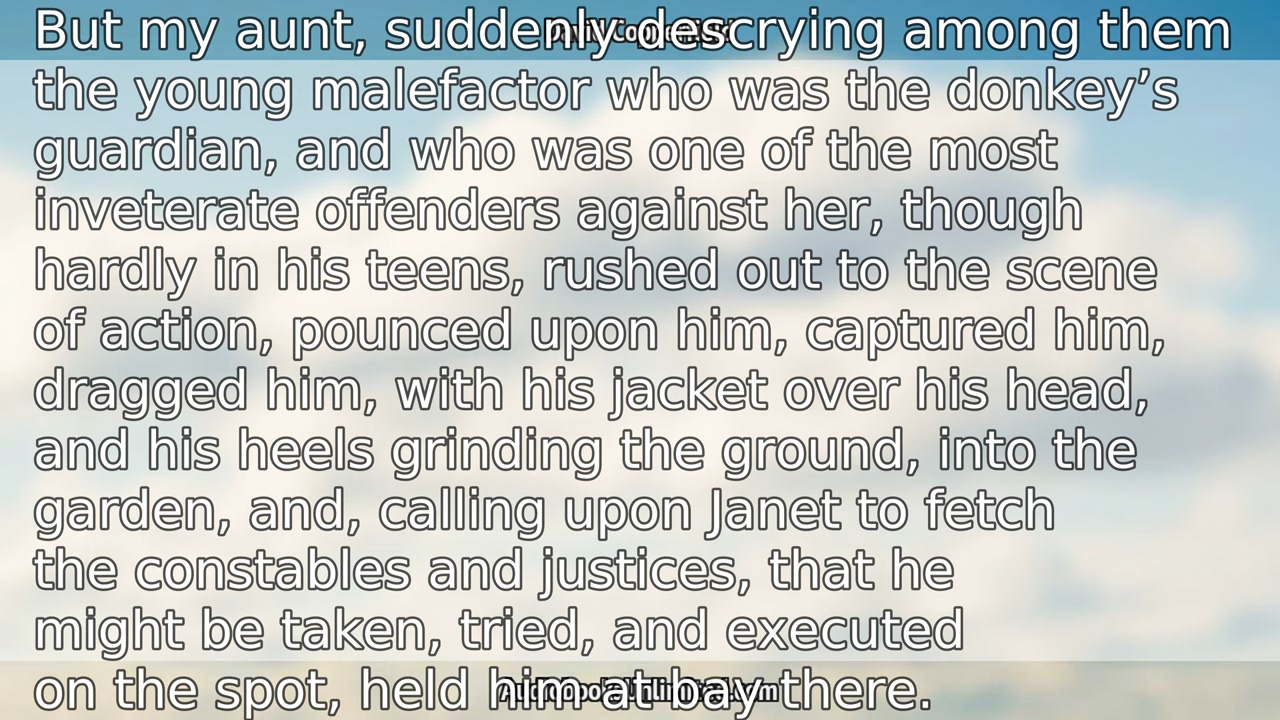 But my aunt, suddenly descrying among them
the young malefactor who was the donkey’s
guardian, and who was one of the most
inveterate offenders against her, though
hardly in his teens, rushed out to the scene
of action, pounced upon him, captured him,
dragged him, with his jacket over his head,
and his heels grinding the ground, into the
garden, and, calling upon Janet to fetch
the constables and justices, that he
might be taken, tried, and executed
on the spot, held him at bay there.